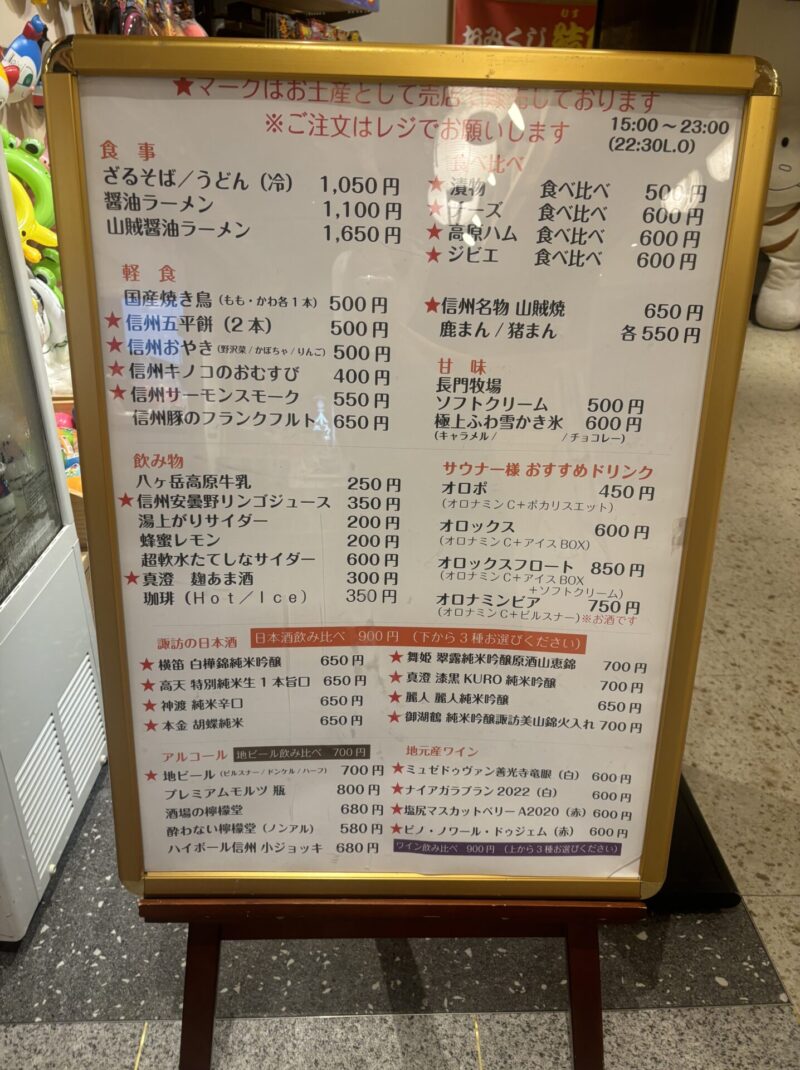 おみくじ
★マークはお土産として売店で販売しております
※ご注文はレジでお願いします
15:00～23:00
(22:30L.O)
食事
ざるそば／うどん（冷） 1,050円
醤油ラーメン 1,100円
山賊醤油ラーメン 1,650円
食べ比べ
★漬物 食べ比べ 500円
★チーズ 食べ比べ 600円
★高原ハム 食べ比べ 600円
★ジビエ 食べ比べ 600円
軽食
国産焼き鳥（もも・かわ各1本） 500円
★信州五平餅（2本） 500円
★信州おやき（野沢菜/かぼちゃ/りんご） 500円
★信州キノコのおむすび 400円
★信州サーモンスモーク 550円
信州豚のフランクフルト 650円
★信州名物 山賊焼 650円
鹿まん/猪まん 各550円
甘味
長門牧場
ソフトクリーム 500円
極上ふわ雪かき氷 600円
(キャラメル/ /チョコレー)
飲み物
八ヶ岳高原牛乳 250円
★信州安曇野リンゴジュース 350円
湯上がりサイダー 200円
蜂蜜レモン 200円
超軟水たてしなサイダー 600円
★真澄 麹あま酒 300円
珈琲（Hot／Ice） 350円
サウナー様 おすすめドリンク
オロポ 450円
(オロナミンC＋ポカリスエット)
オロックス 600円
(オロナミンC＋アイスBOX)
オロックスフロート 850円
(オロナミンC＋アイスBOX
＋ソフトクリーム)
オロナミンビア 750円
(オロナミンC＋ピルスナー)※お酒です
諏訪の日本酒 日本酒飲み比べ 900円 （下から3種お選びください）
★横笛 白樺錦純米吟醸 650円
★高天 特別純米生1本旨口 650円
★神渡 純米辛口 650円
★本金 胡蝶純米 650円
★舞姫 翠露純米吟醸原酒山恵錦 700円
★真澄 漆黒 KURO 純米吟醸 700円
★麗人 麗人純米吟醸 650円
★御湖鶴 純米吟醸諏訪美山錦火入れ 700円
アルコール 地ビール飲み比べ 700円
★地ビール（ピルスナー/ドンケル/ハーフ） 700円
プレミアムモルツ 瓶 800円
酒場の檸檬堂 680円
酔わない檸檬堂（ノンアル） 580円
ハイボール信州 小ジョッキ 680円
地元産ワイン
★ミュゼドゥヴァン善光寺竜眼（白） 600円
★ナイアガラブラン2022（白） 600円
★塩尻マスカットベリーA2020（赤） 600円
★ピノ・ノワール・ドゥジェム（赤） 600円
ワイン飲み比べ 900円 （上から3種お選びください）